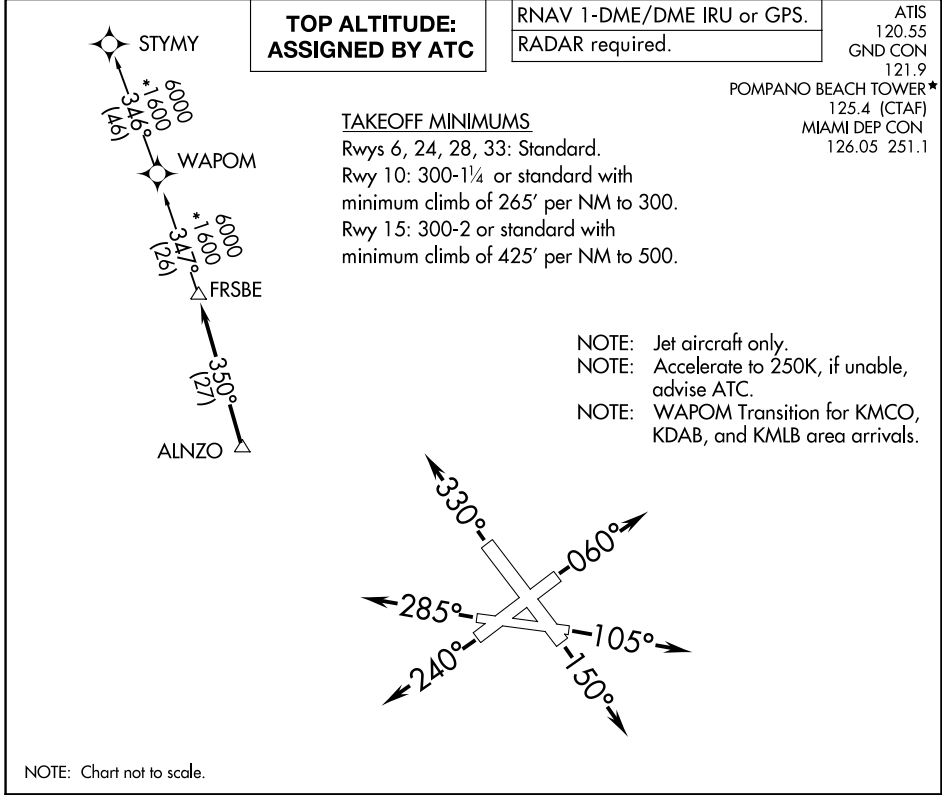 TOP ALTITUDE:
ASSIGNED BY ATC
RNAV 1-DME/DME IRU or GPS.
RADAR required.
ATIS
120.55
GND CON
121.9
POMPANO BEACH TOWER★
125.4 (CTAF)
MIAMI DEP CON
126.05 251.1
STYMY
6000
*1600
346°
(46)
WAPOM
6000
*1600
347°
(26)
FRSBE
350°
(27)
ALNZO
TAKEOFF MINIMUMS
Rwys 6, 24, 28, 33: Standard.
Rwy 10: 300-1¼ or standard with
minimum climb of 265' per NM to 300.
Rwy 15: 300-2 or standard with
minimum climb of 425' per NM to 500.
NOTE: Jet aircraft only.
NOTE: Accelerate to 250K, if unable,
advise ATC.
NOTE: WAPOM Transition for KMCO,
KDAB, and KMLB area arrivals.
330°
060°
285°
105°
240°
150°
NOTE: Chart not to scale.